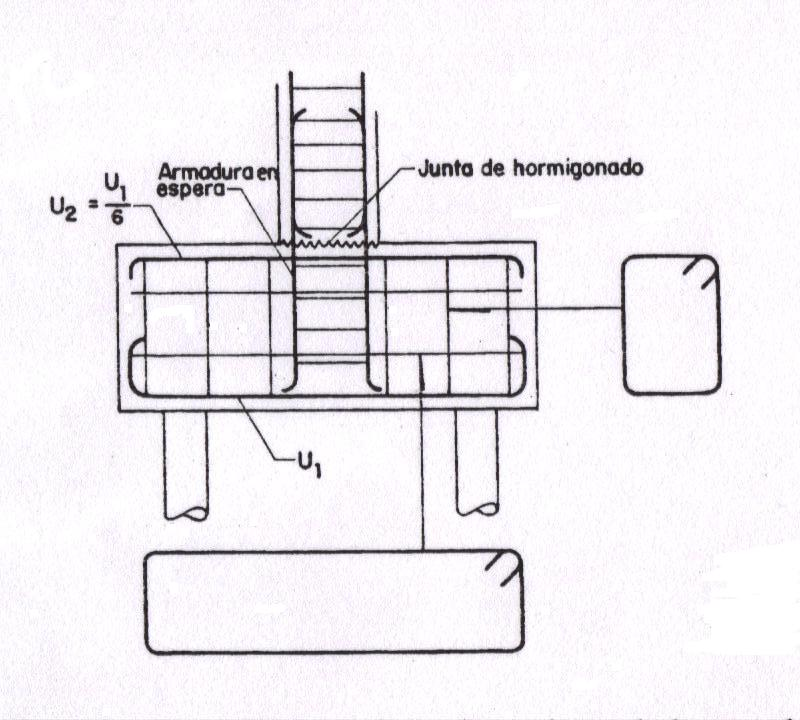 Armadura en
espera
Junta de hormigonado
U2 = U1/6
U1